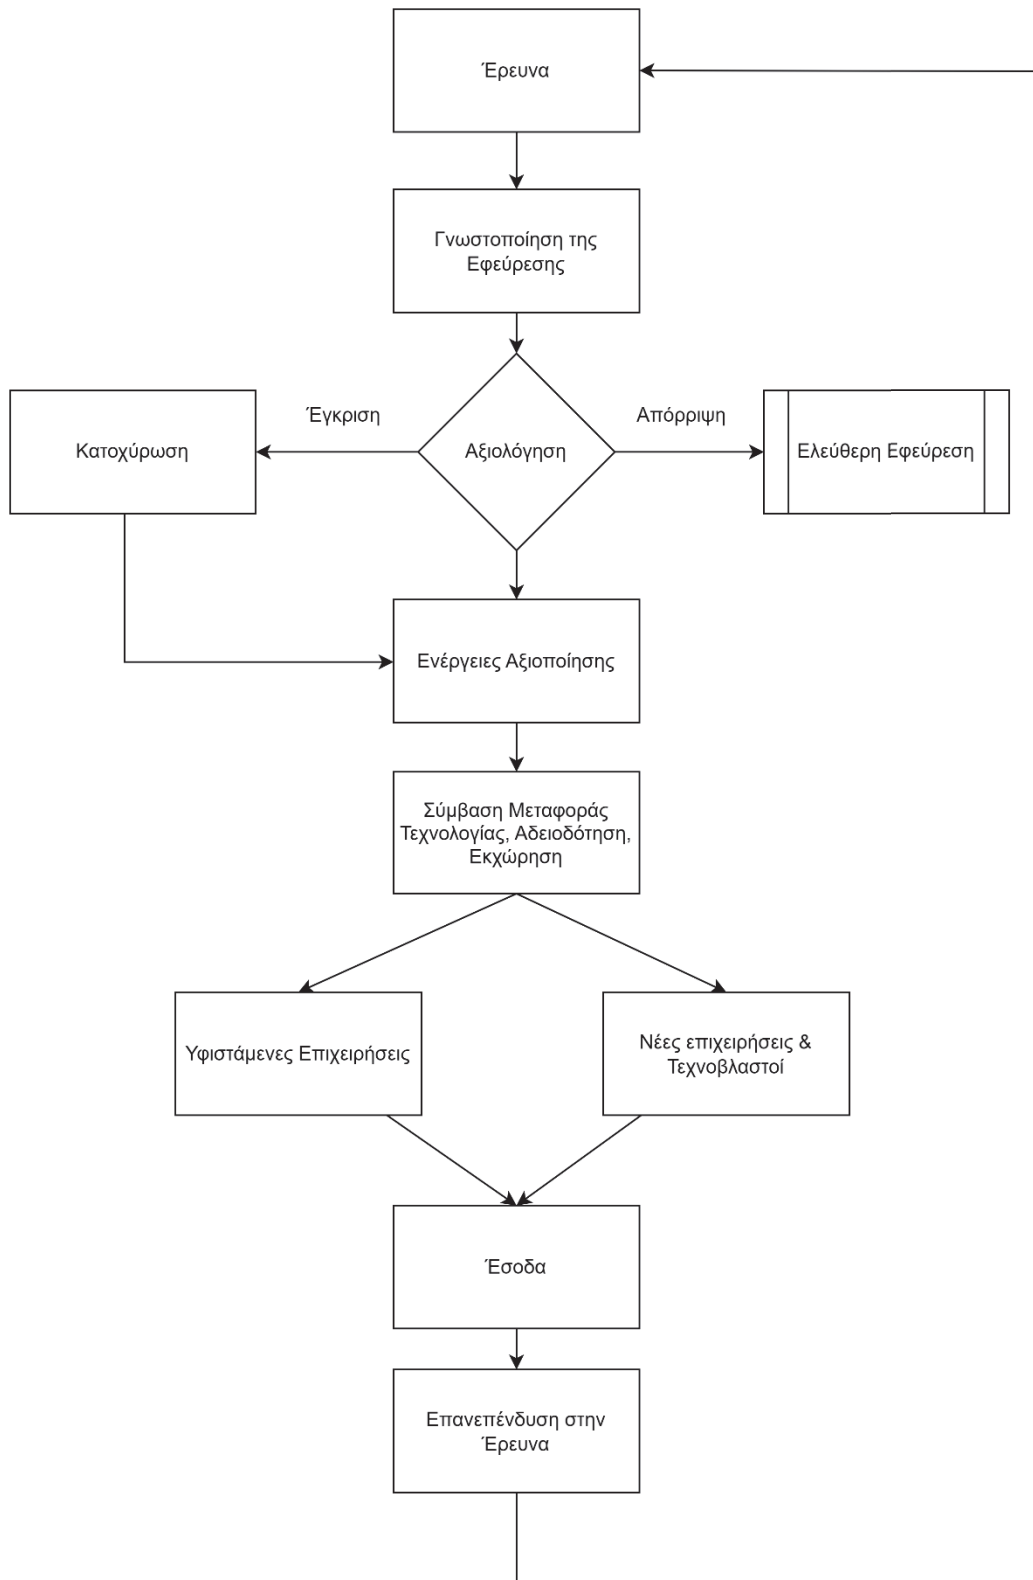 Έρευνα
Γνωστοποίηση της
Εφεύρεσης
Έγκριση
Απόρριψη
Κατοχύρωση
Αξιολόγηση
Ελεύθερη Εφεύρεση
Ενέργειες Αξιοποίησης
Σύμβαση Μεταφοράς
Τεχνολογίας, Αδειοδότηση,
Εκχώρηση
Υφιστάμενες Επιχειρήσεις
Νέες επιχειρήσεις &
Τεχνοβλαστοί
Έσοδα
Επανεπένδυση στην
Έρευνα